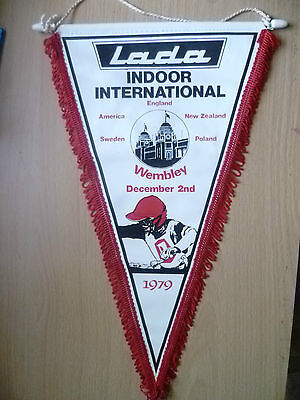 Lada
INDOOR
INTERNATIONAL
England
America New Zealand
Sweden Poland
Wembley
December 2nd
1979